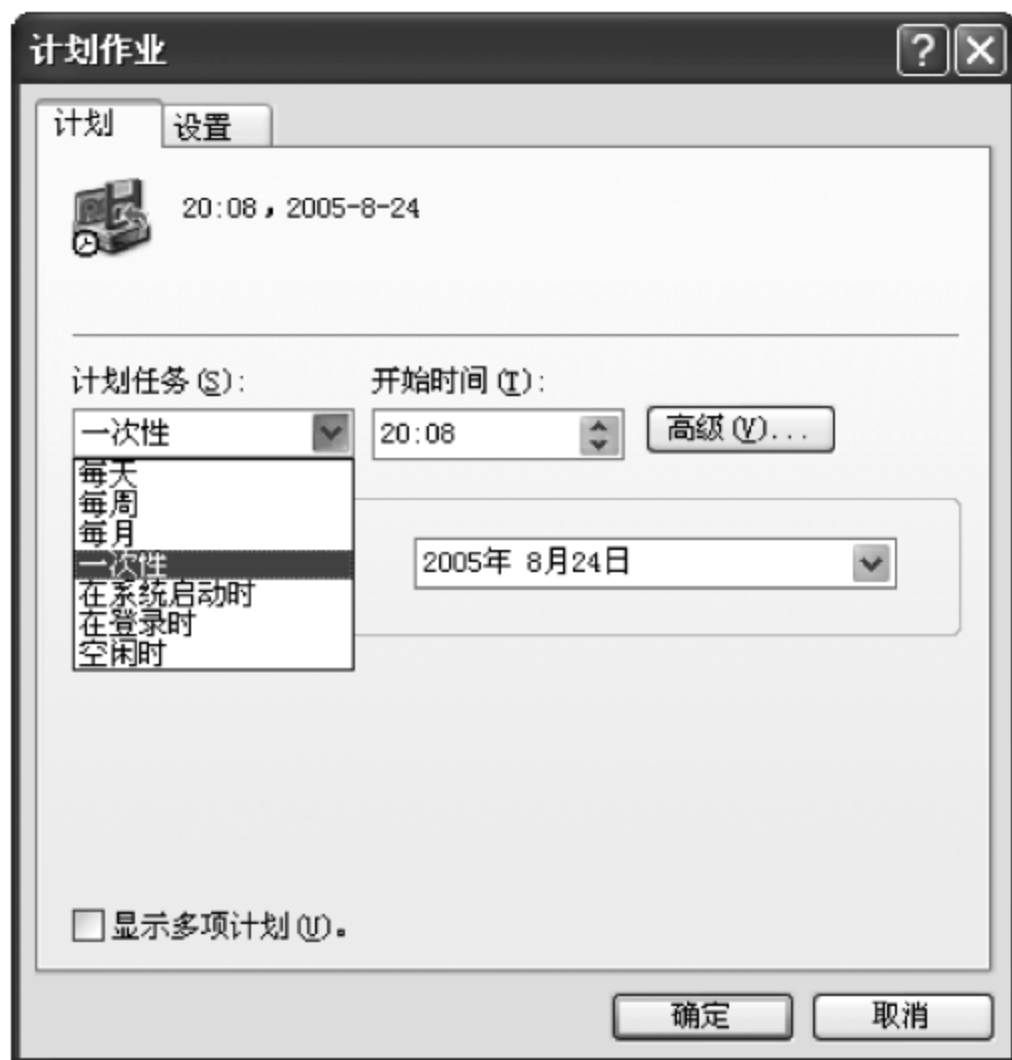 计划作业
计划 设置
20:08，2005-8-24
计划任务(S): 开始时间(T):
一次性 20:08 高级(V)...
每天
每周
每月
一次性 2005年 8月24日
在系统启动时
在登录时
空闲时
显示多项计划(U)。
确定 取消